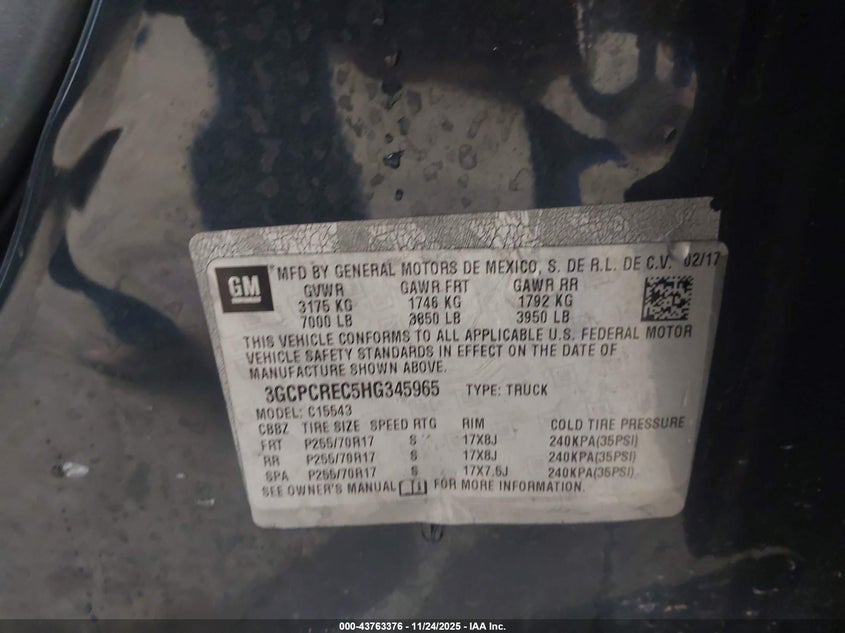 GM
MFD BY GENERAL MOTORS DE MEXICO, S. DE R.L. DE C.V. 02/17
GVWR GAWR FRT GAWR RR
3175 KG 1746 KG 1792 KG
7000 LB 3850 LB 3950 LB
THIS VEHICLE CONFORMS TO ALL APPLICABLE U.S. FEDERAL MOTOR
VEHICLE SAFETY STANDARDS IN EFFECT ON THE DATE OF
MANUFACTURE SHOWN ABOVE.
3GCPCREC5HG345965 TYPE: TRUCK
MODEL: C15543
CBBZ TIRE SIZE SPEED RTG RIM COLD TIRE PRESSURE
FRT P255/70R17 S 17X8J 240KPA(35PSI)
RR P255/70R17 S 17X8J 240KPA(35PSI)
SPA P255/70R17 S 17X7.5J 240KPA(35PSI)
SEE OWNER'S MANUAL FOR MORE INFORMATION.
000-43763376 - 11/24/2025 - IAA Inc.